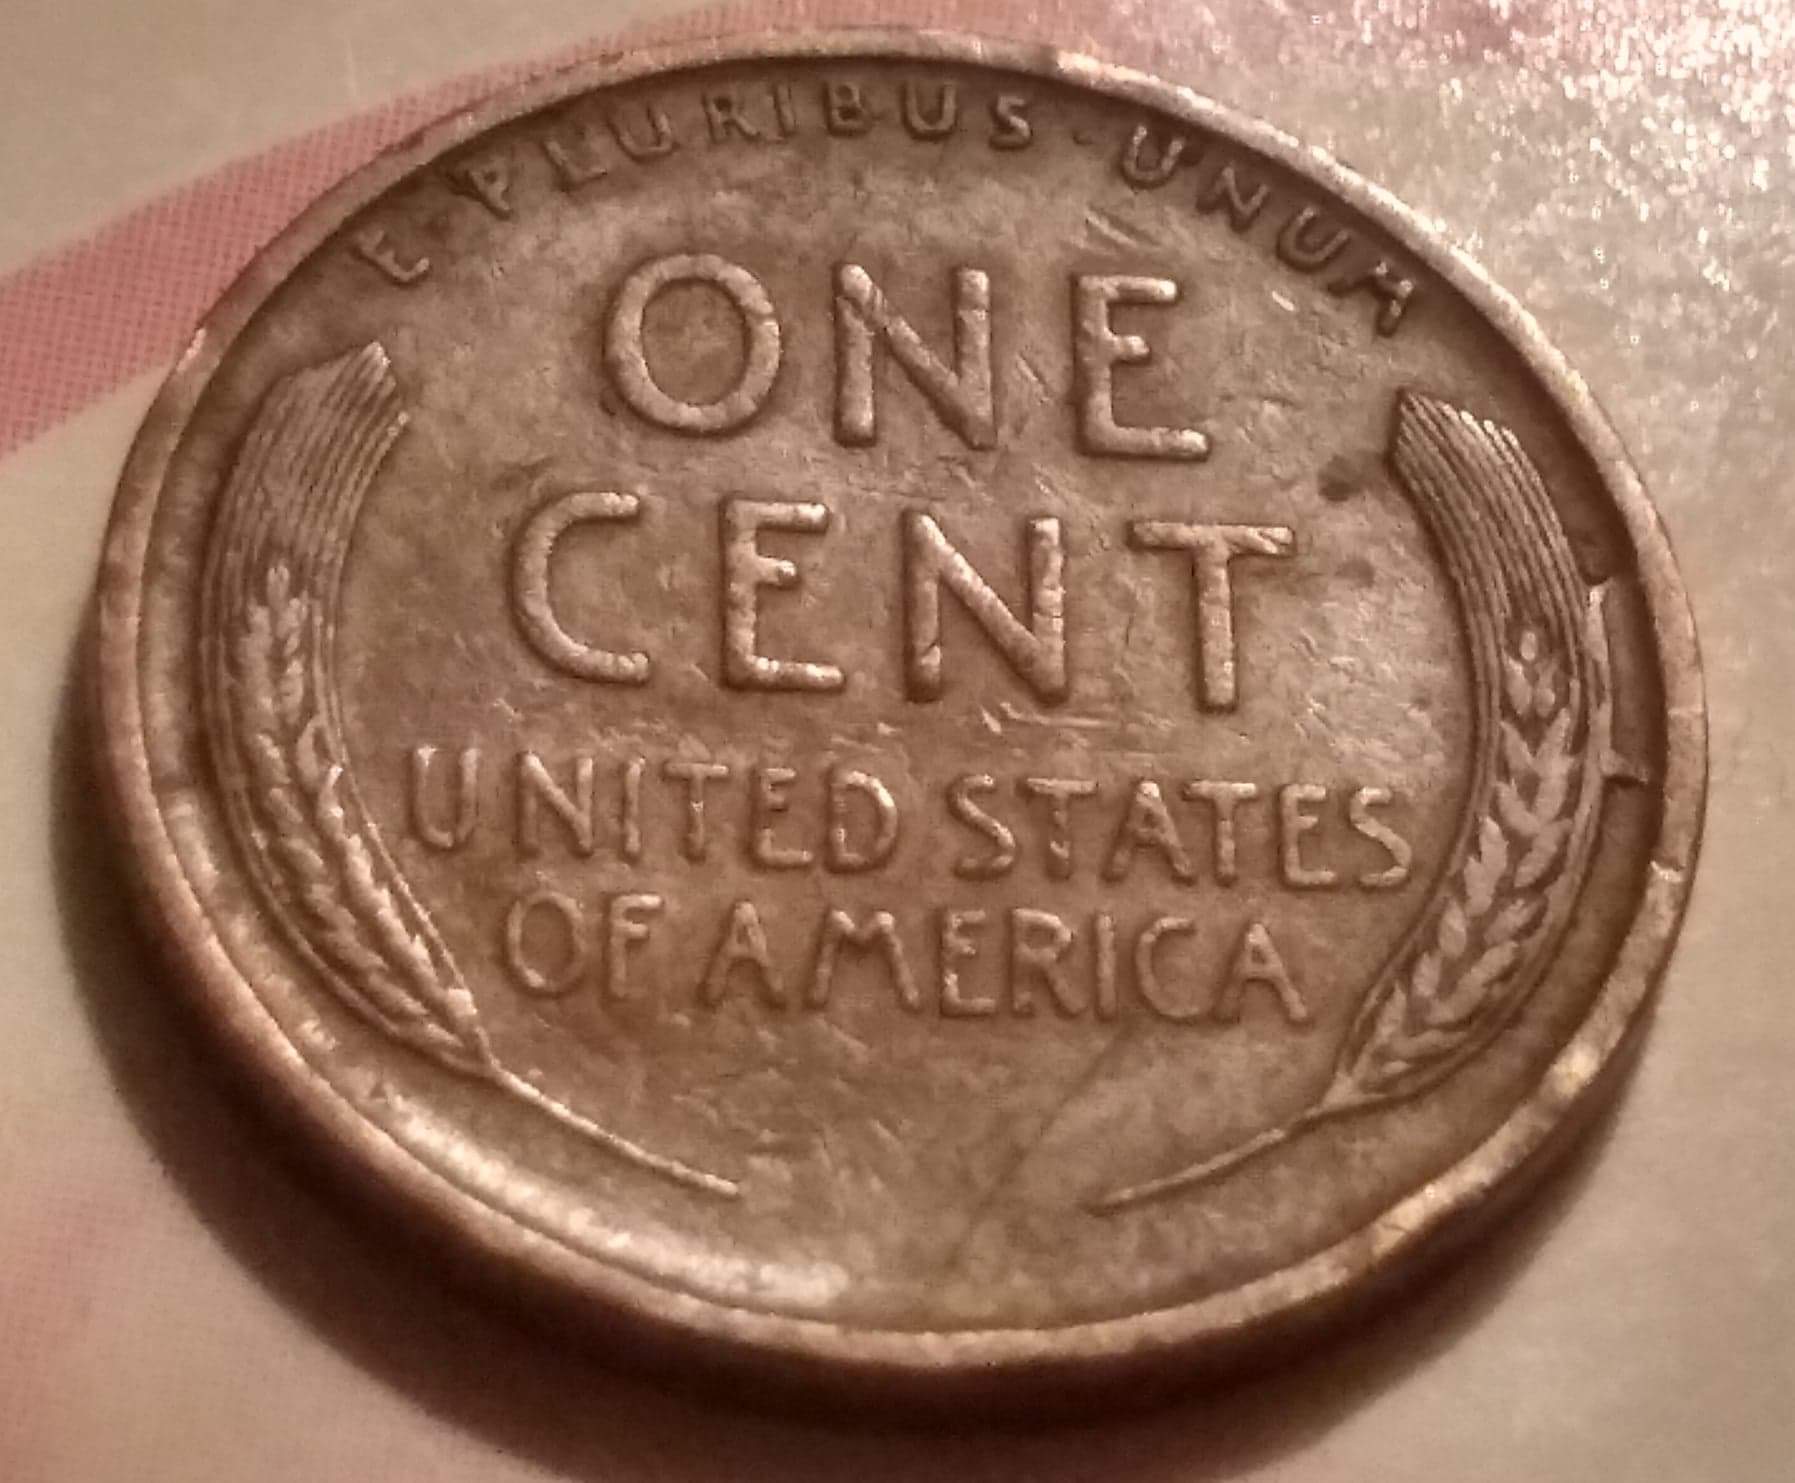 E·PLURIBUS·UNUM
ONE
CENT
UNITED STATES
OF AMERICA